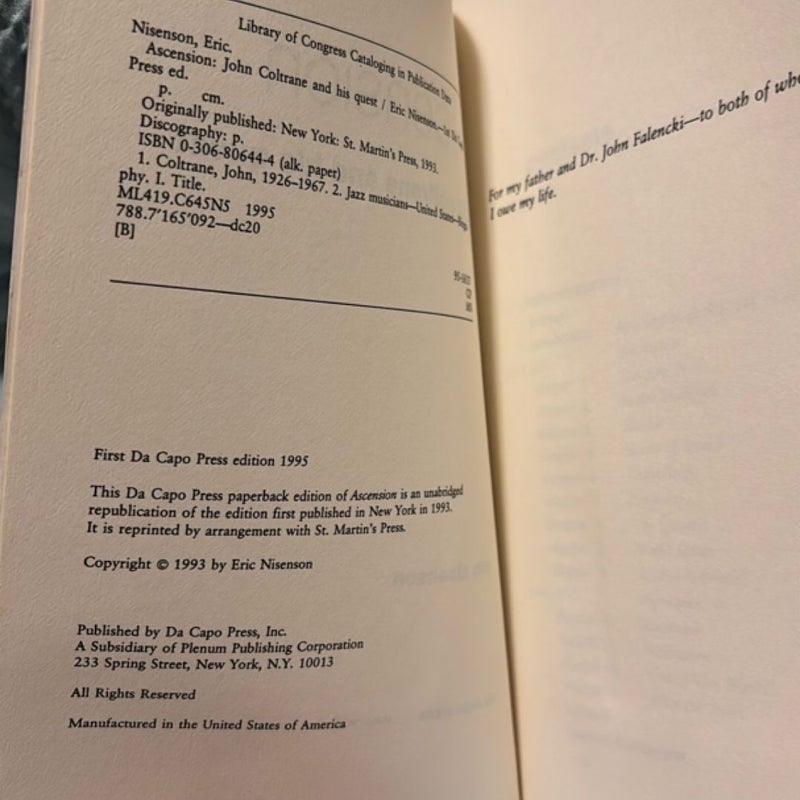 Library of Congress Cataloging in Publication Data
Nisenson, Eric.
Ascension: John Coltrane and his quest / Eric Nisenson.—1st Da Capo
Press ed.
p. cm.
Originally published: New York: St. Martin's Press, 1993.
Discography: p.
ISBN 0-306-80644-4 (alk. paper)
1. Coltrane, John, 1926–1967. 2. Jazz musicians—United States—Biogra
phy. I. Title.
ML419.C645N5 1995
788.7'165'092—dc20
[B]
First Da Capo Press edition 1995
This Da Capo Press paperback edition of Ascension is an unabridged
republication of the edition first published in New York in 1993.
It is reprinted by arrangement with St. Martin's Press.
Copyright © 1993 by Eric Nisenson
Published by Da Capo Press, Inc.
A Subsidiary of Plenum Publishing Corporation
233 Spring Street, New York, N.Y. 10013
All Rights Reserved
Manufactured in the United States of America
For my father and Dr. John Falencki—to both of
I owe my life.